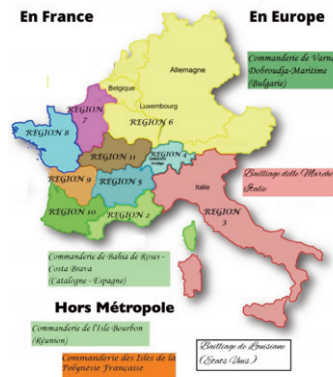 En France
En Europe
Commanderie de Varna
Dobroudja-Maritime
(Bulgarie)
Allemagne
Belgique
Luxembourg
REGION
7
REGION 6
REGION 8
REGION 11
REGION
4
REGION 9
REGION 5
REGION 10
REGION 2
Italie
REGION
3
Bailliage delle Marche
Italie
Commanderie de Bahia de Roses -
Costa Brava
(Catalogne - Espagne)
Hors Métropole
Commanderie de l'Isle Bourbon
(Réunion)
Commanderie des Isles de la
Polynésie Française
Bailliage de Louisiane
(Etats Unis)